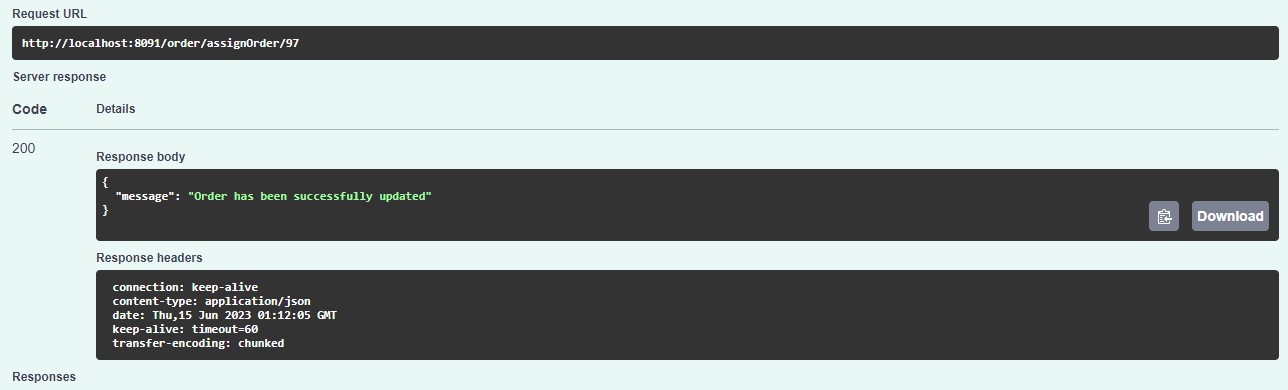 Request URL
http://localhost:8091/order/assignOrder/97
Server response
Code Details
200
Response body
{
"message": "Order has been successfully updated"
}
Download
Response headers
connection: keep-alive
content-type: application/json
date: Thu,15 Jun 2023 01:12:05 GMT
keep-alive: timeout=60
transfer-encoding: chunked
Responses